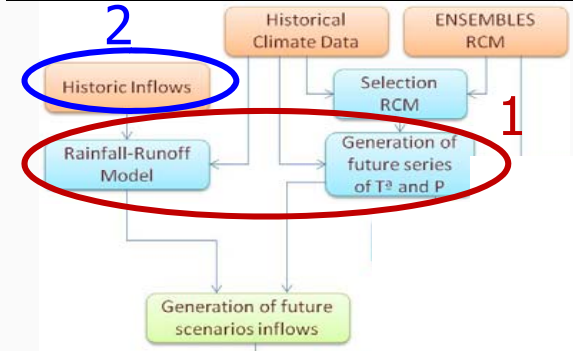 2
Historical
Climate Data
ENSEMBLES
RCM
Historic Inflows
Selection
RCM
1
Rainfall-Runoff
Model
Generation of
future series
of Tª and P
Generation of future
scenarios inflows